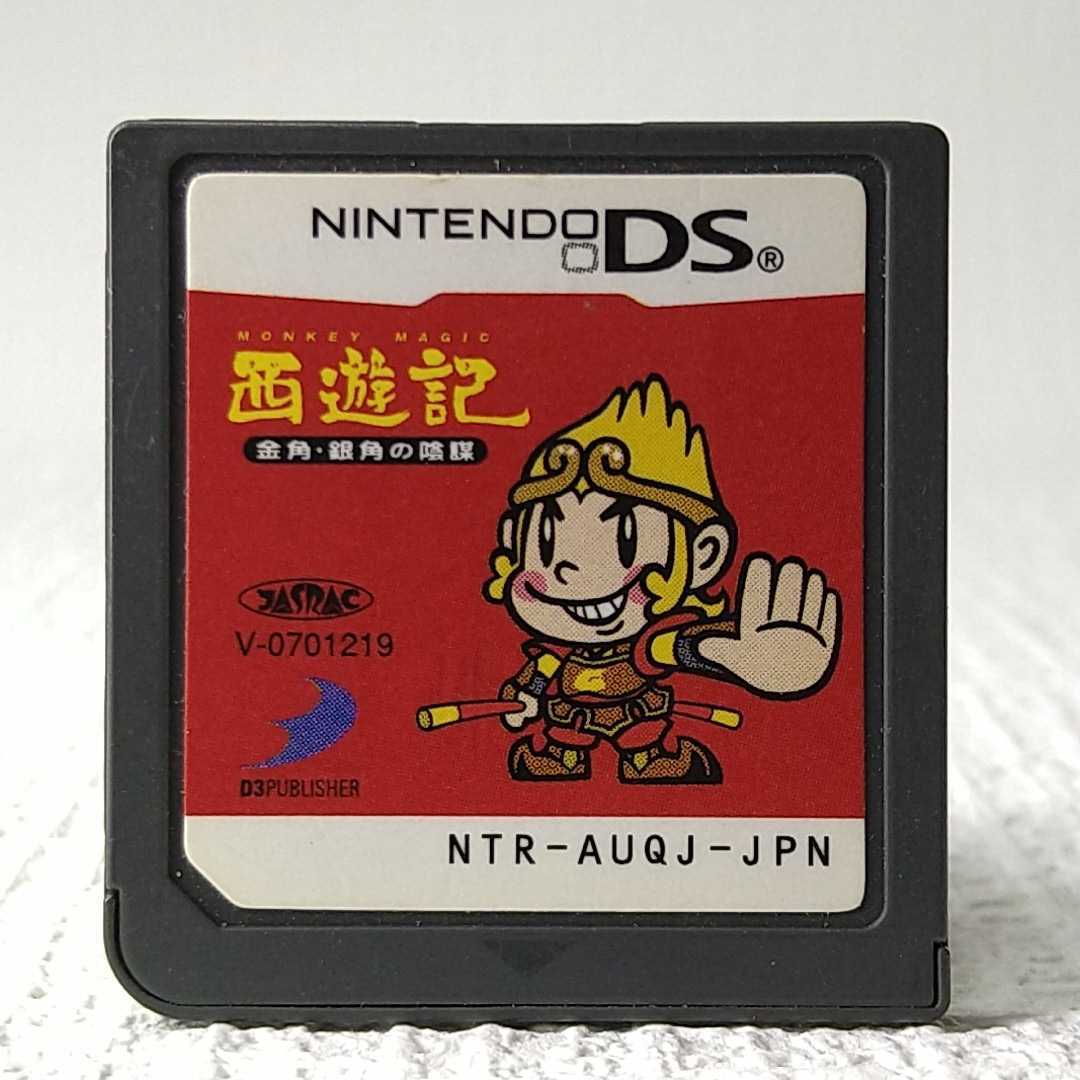 NINTENDO DS®
MONKEY MAGIC
西遊記
金角・銀角の陰謀
JASRAC
V-0701219
D3PUBLISHER
NTR-AUQJ-JPN